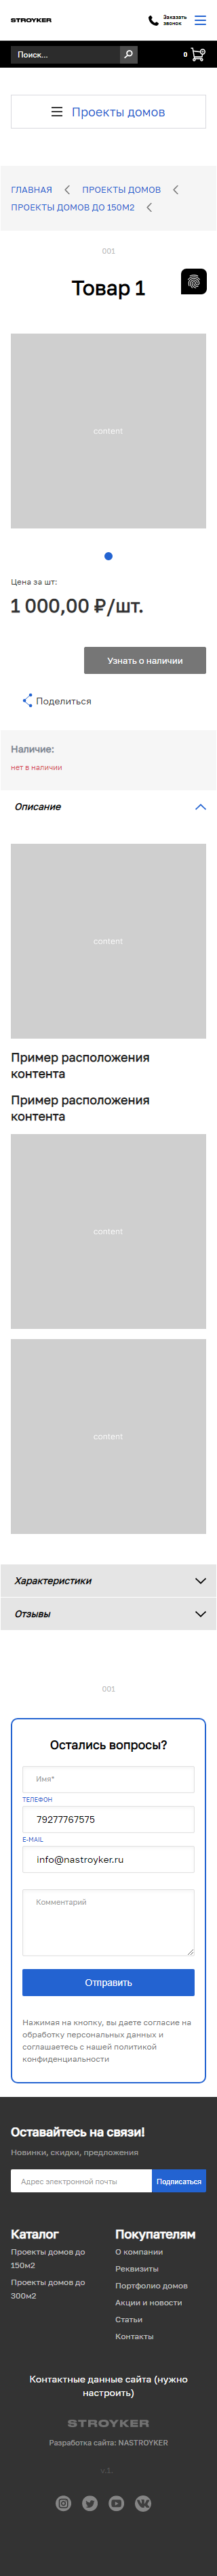 STROYKER
Заказать
звонок
Поиск...
0
Проекты домов
ГЛАВНАЯ
ПРОЕКТЫ ДОМОВ
ПРОЕКТЫ ДОМОВ ДО 150М2
001
Товар 1
content
Цена за шт:
1 000,00 ₽/шт.
Узнать о наличии
Поделиться
Наличие:
нет в наличии
Описание
content
Пример расположения
контента
Пример расположения
контента
content
content
Характеристики
Отзывы
001
Остались вопросы?
Имя*
ТЕЛЕФОН
79277767575
E-MAIL
info@nastroyker.ru
Комментарий
Отправить
Нажимая на кнопку, вы даете согласие на
обработку персональных данных и
соглашаетесь с нашей политикой
конфиденциальности
Оставайтесь на связи!
Новинки, скидки, предложения
Адрес электронной почты
Подписаться
Каталог
Проекты домов до
150м2
Проекты домов до
300м2
Покупателям
О компании
Реквизиты
Портфолио домов
Акции и новости
Статьи
Контакты
Контактные данные сайта (нужно
настроить)
STROYKER
Разработка сайта: NASTROYKER